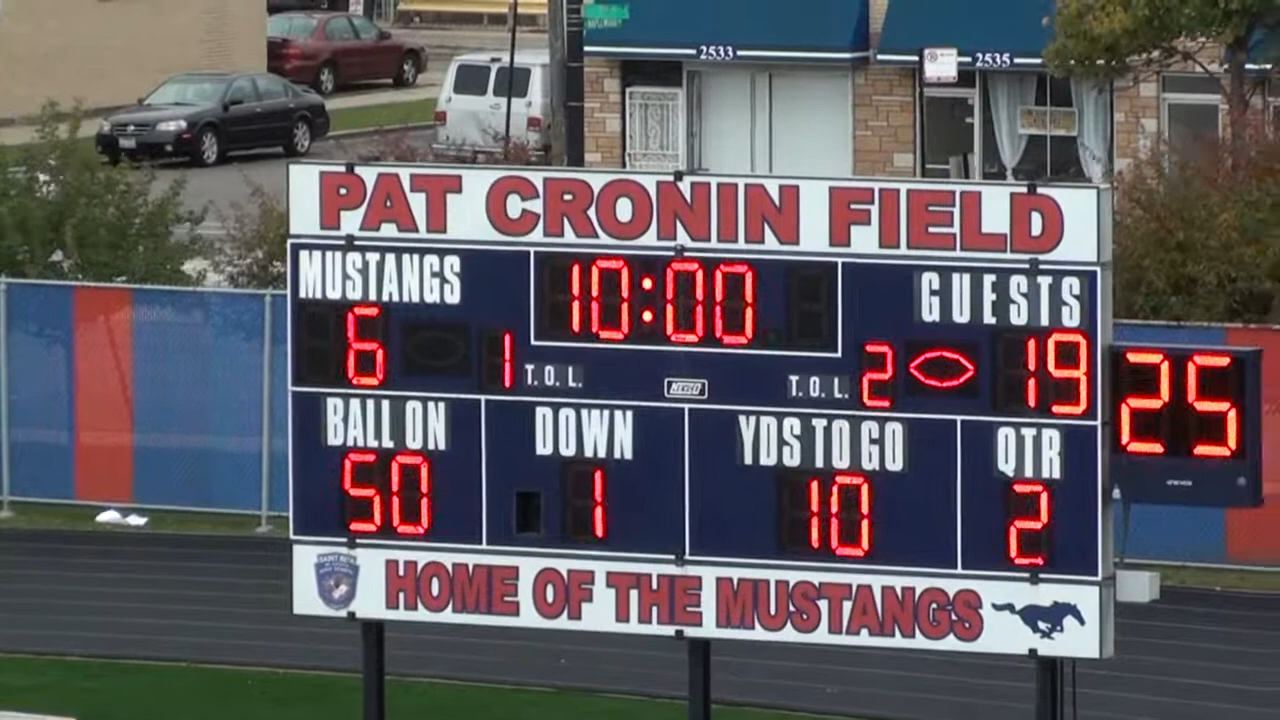 2533
2535
PAT CRONIN FIELD
MUSTANGS
10:00
GUESTS
6
1
T.O.L.
NEVCO
T.O.L.
2
19
25
BALL ON
DOWN
YDS TO GO
QTR
50
1
10
2
HOME OF THE MUSTANGS